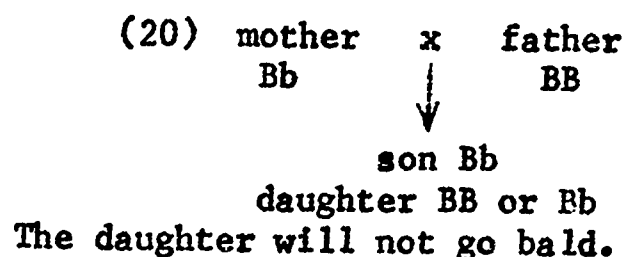 (20) mother x father
Bb BB
son Bb
daughter BB or Bb
The daughter will not go bald.